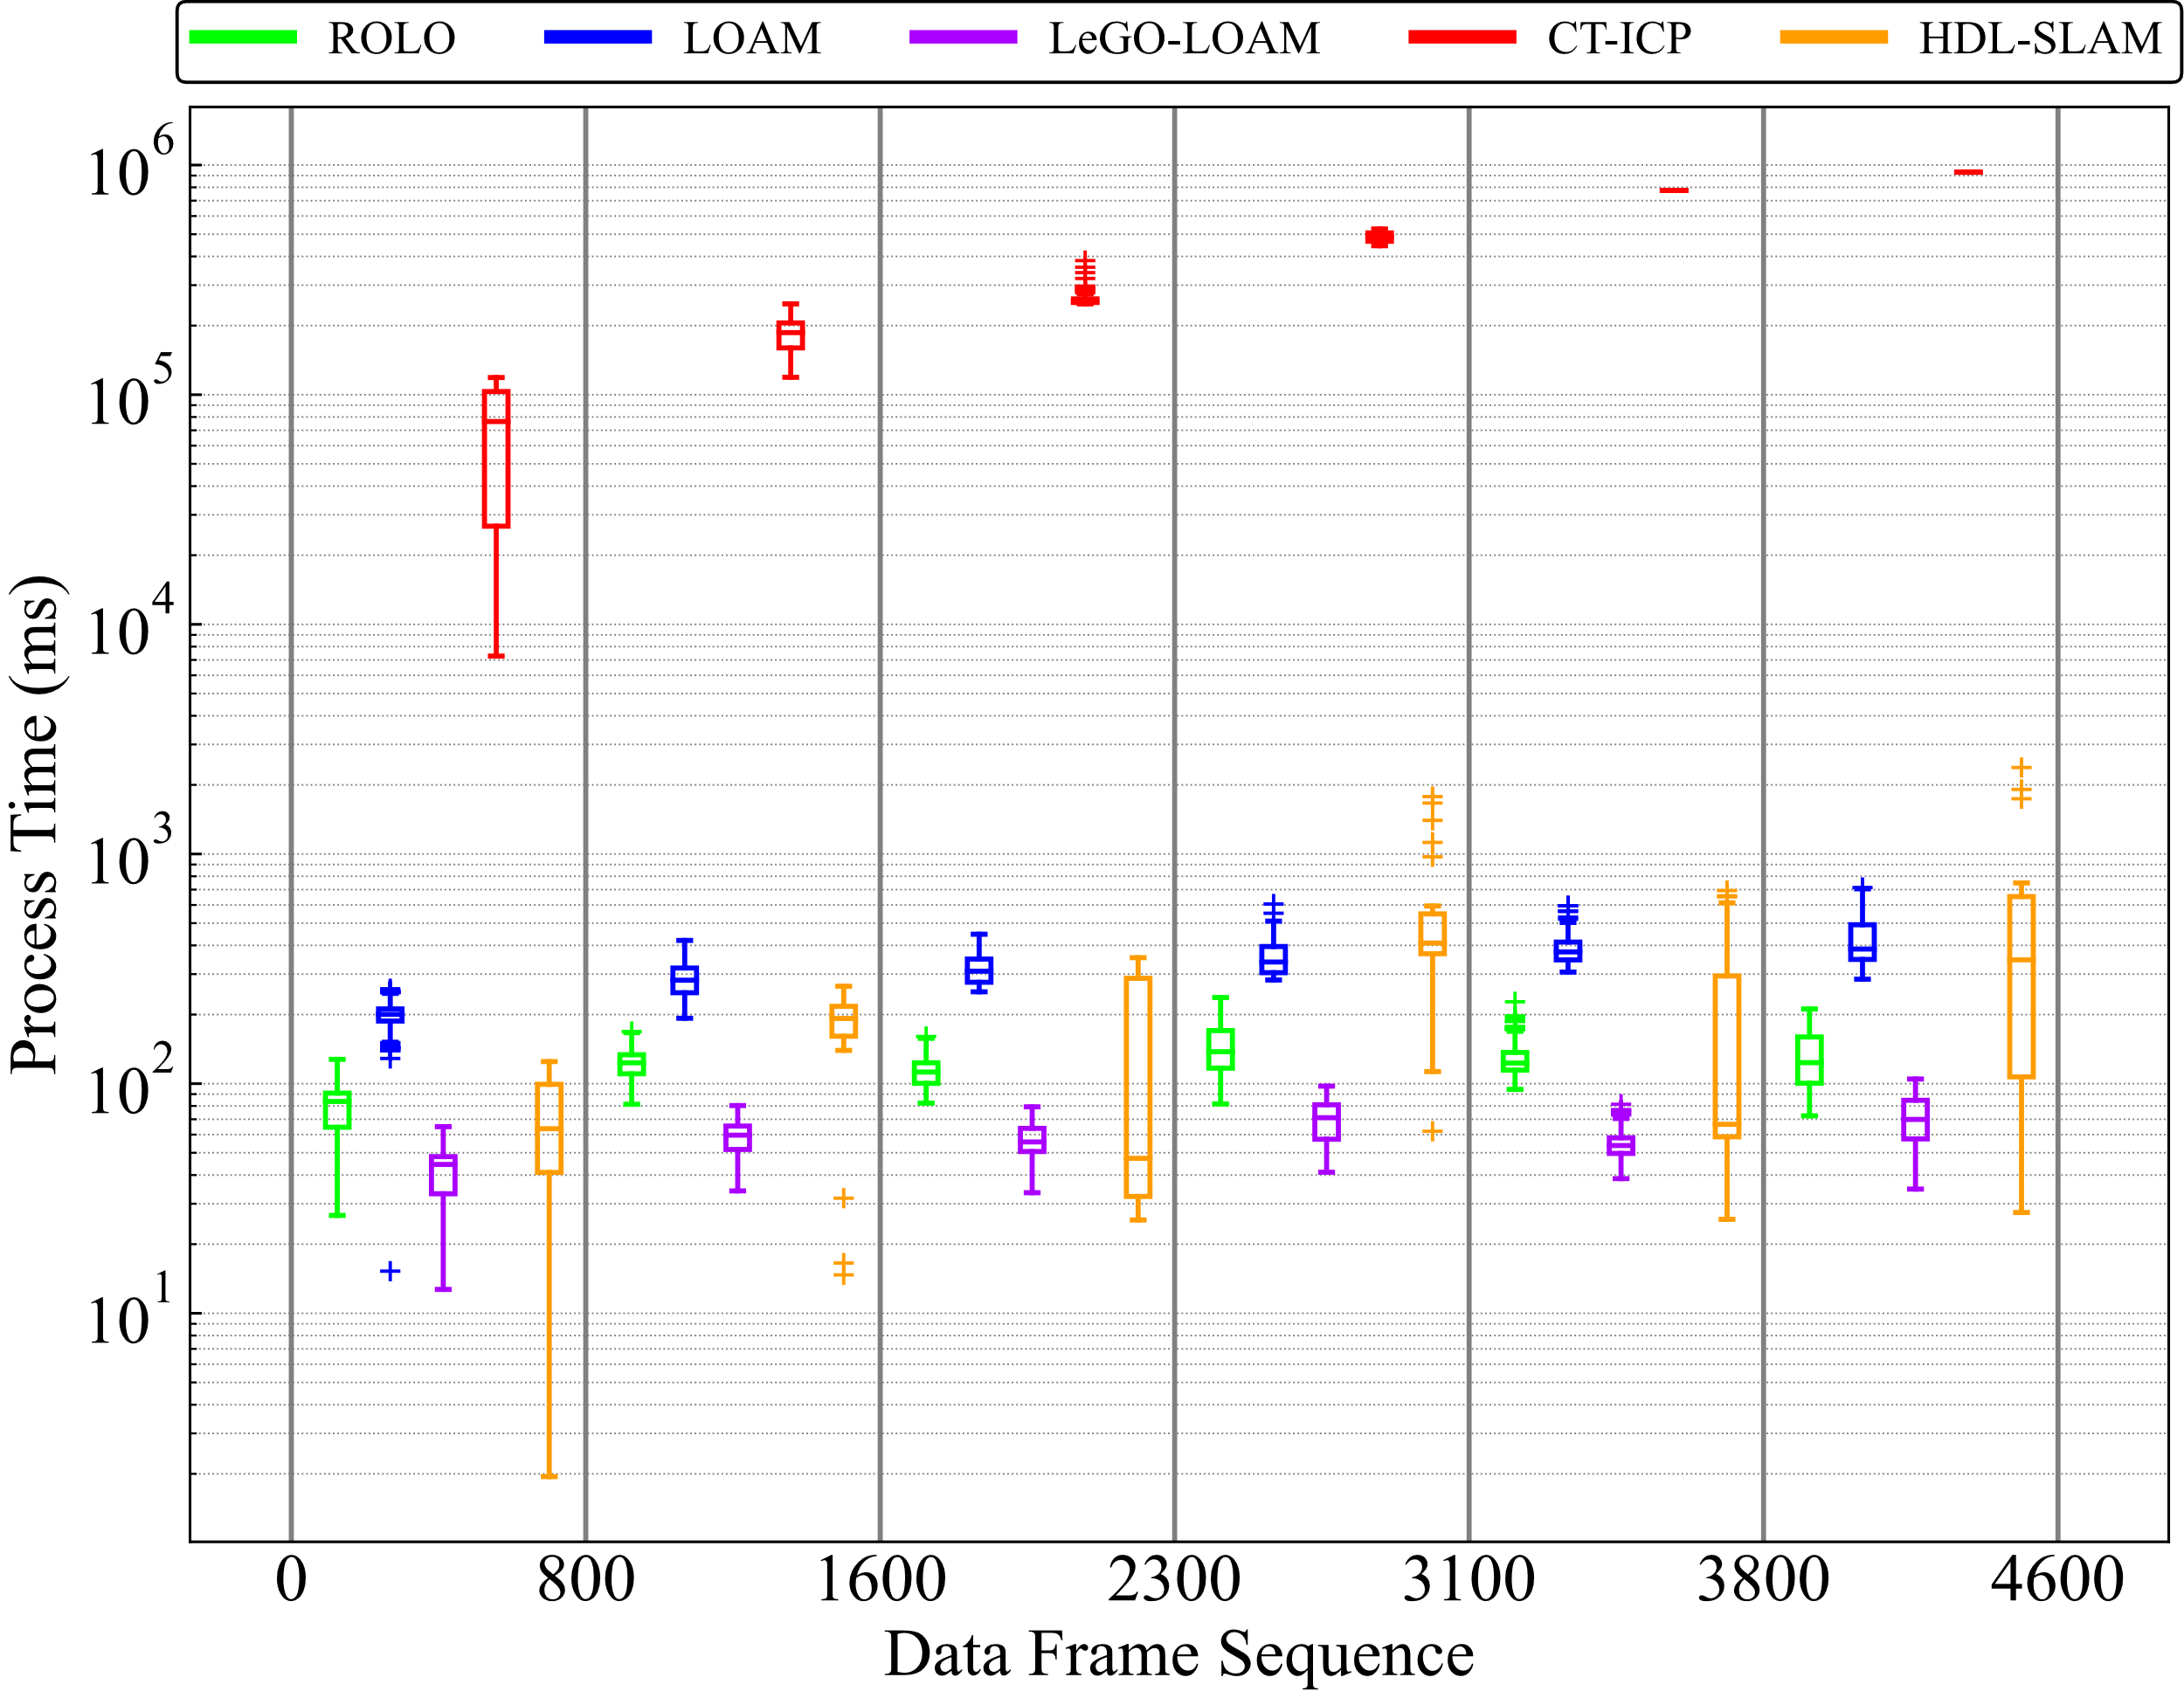 ROLO LOAM LeGO-LOAM CT-ICP HDL-SLAM
10^6
10^5
10^4
10^3
10^2
10^1
Process Time (ms)
0 800 1600 2300 3100 3800 4600
Data Frame Sequence